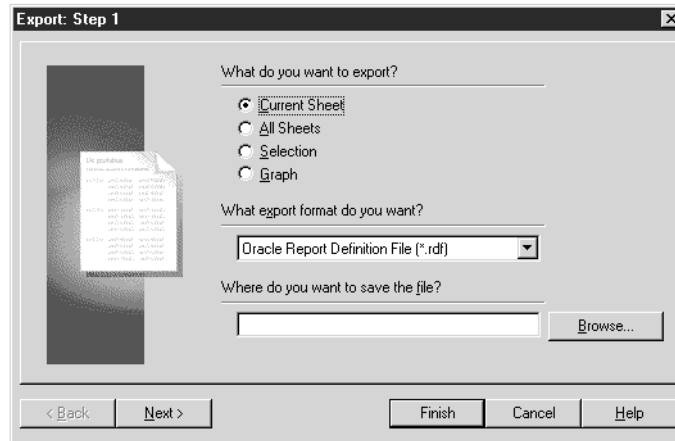 Export: Step 1
What do you want to export?
Current Sheet
All Sheets
Selection
Graph
What export format do you want?
Oracle Report Definition File (*.rdf)
Where do you want to save the file?
Browse...
< Back
Next >
Finish
Cancel
Help